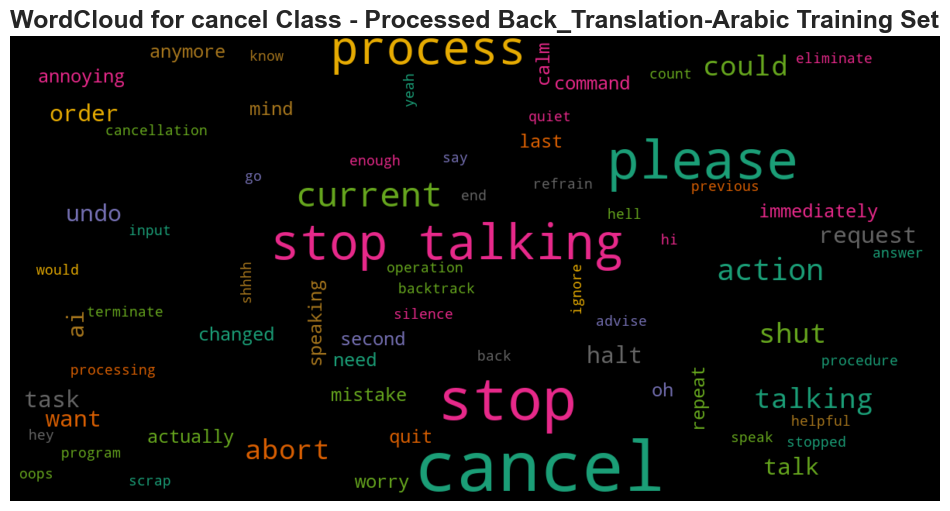 WordCloud for cancel Class - Processed Back_Translation-Arabic Training Set
process
anymore
know
calm
could
eliminate
annoying
yeah
command
count
order
mind
quiet
cancellation
last
please
enough
say
go
refrain
previous
current
end
undo
hell
immediately
input
stop talking
hi
request
answer
would
shhhh
operation
ignore
action
backtrack
terminate
ai
speaking
silence
advise
changed
second
shut
need
back
halt
procedure
processing
task
mistake
stop
oh
repeat
talking
want
helpful
hey
actually
quit
speak
stopped
program
abort
cancel
talk
oops
scrap
worry